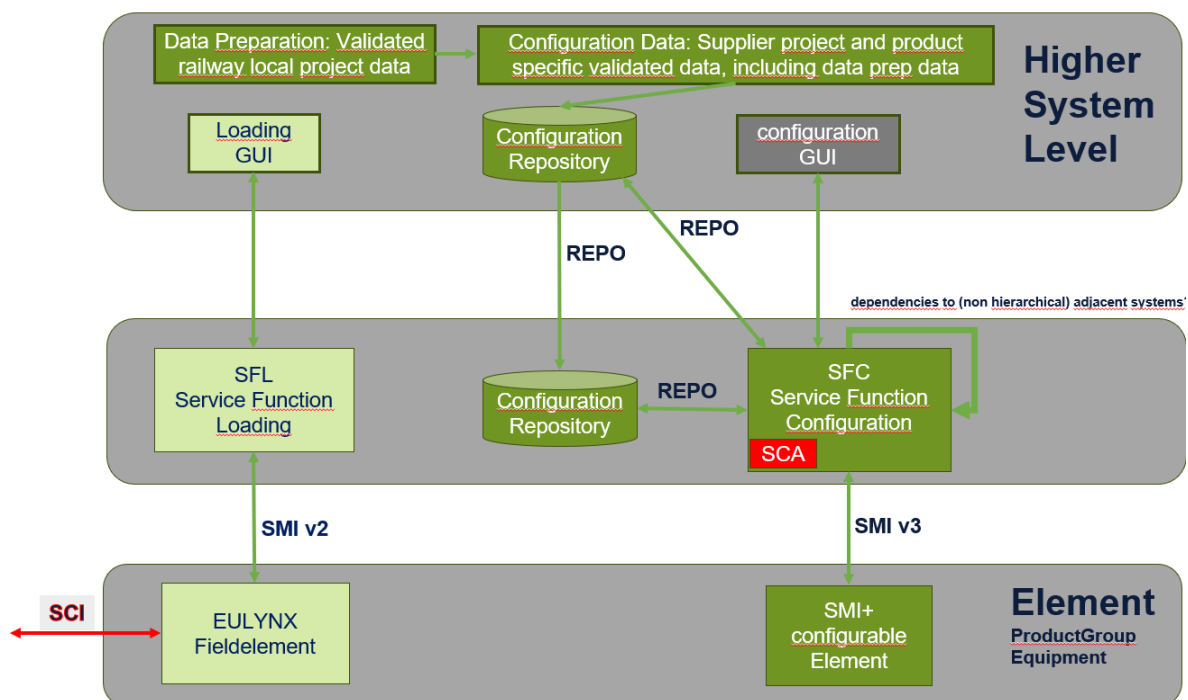 Data Preparation: Validated
railway local project data
Configuration Data: Supplier project and product
specific validated data, including data prep data
Higher
System
Level
Loading
GUI
Configuration
Repository
configuration
GUI
REPO
REPO
dependencies to (non hierarchical) adjacent systems?
SFL
Service Function
Loading
Configuration
Repository
REPO
SFC
Service Function
Configuration
SCA
SMI v2
SMI v3
SCI
EULYNX
Fieldelement
SMI+
configurable
Element
Element
ProductGroup
Equipment